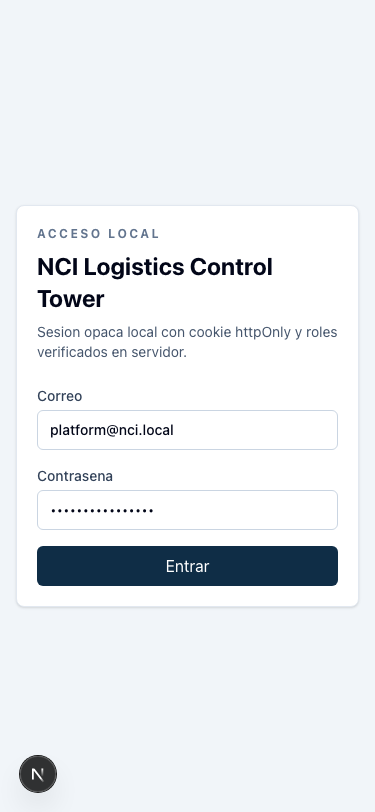 ACCESO LOCAL
NCI Logistics Control
Tower
Sesion opaca local con cookie httpOnly y roles
verificados en servidor.
Correo
platform@nci.local
Contrasena
••••••••••••••••
Entrar
N